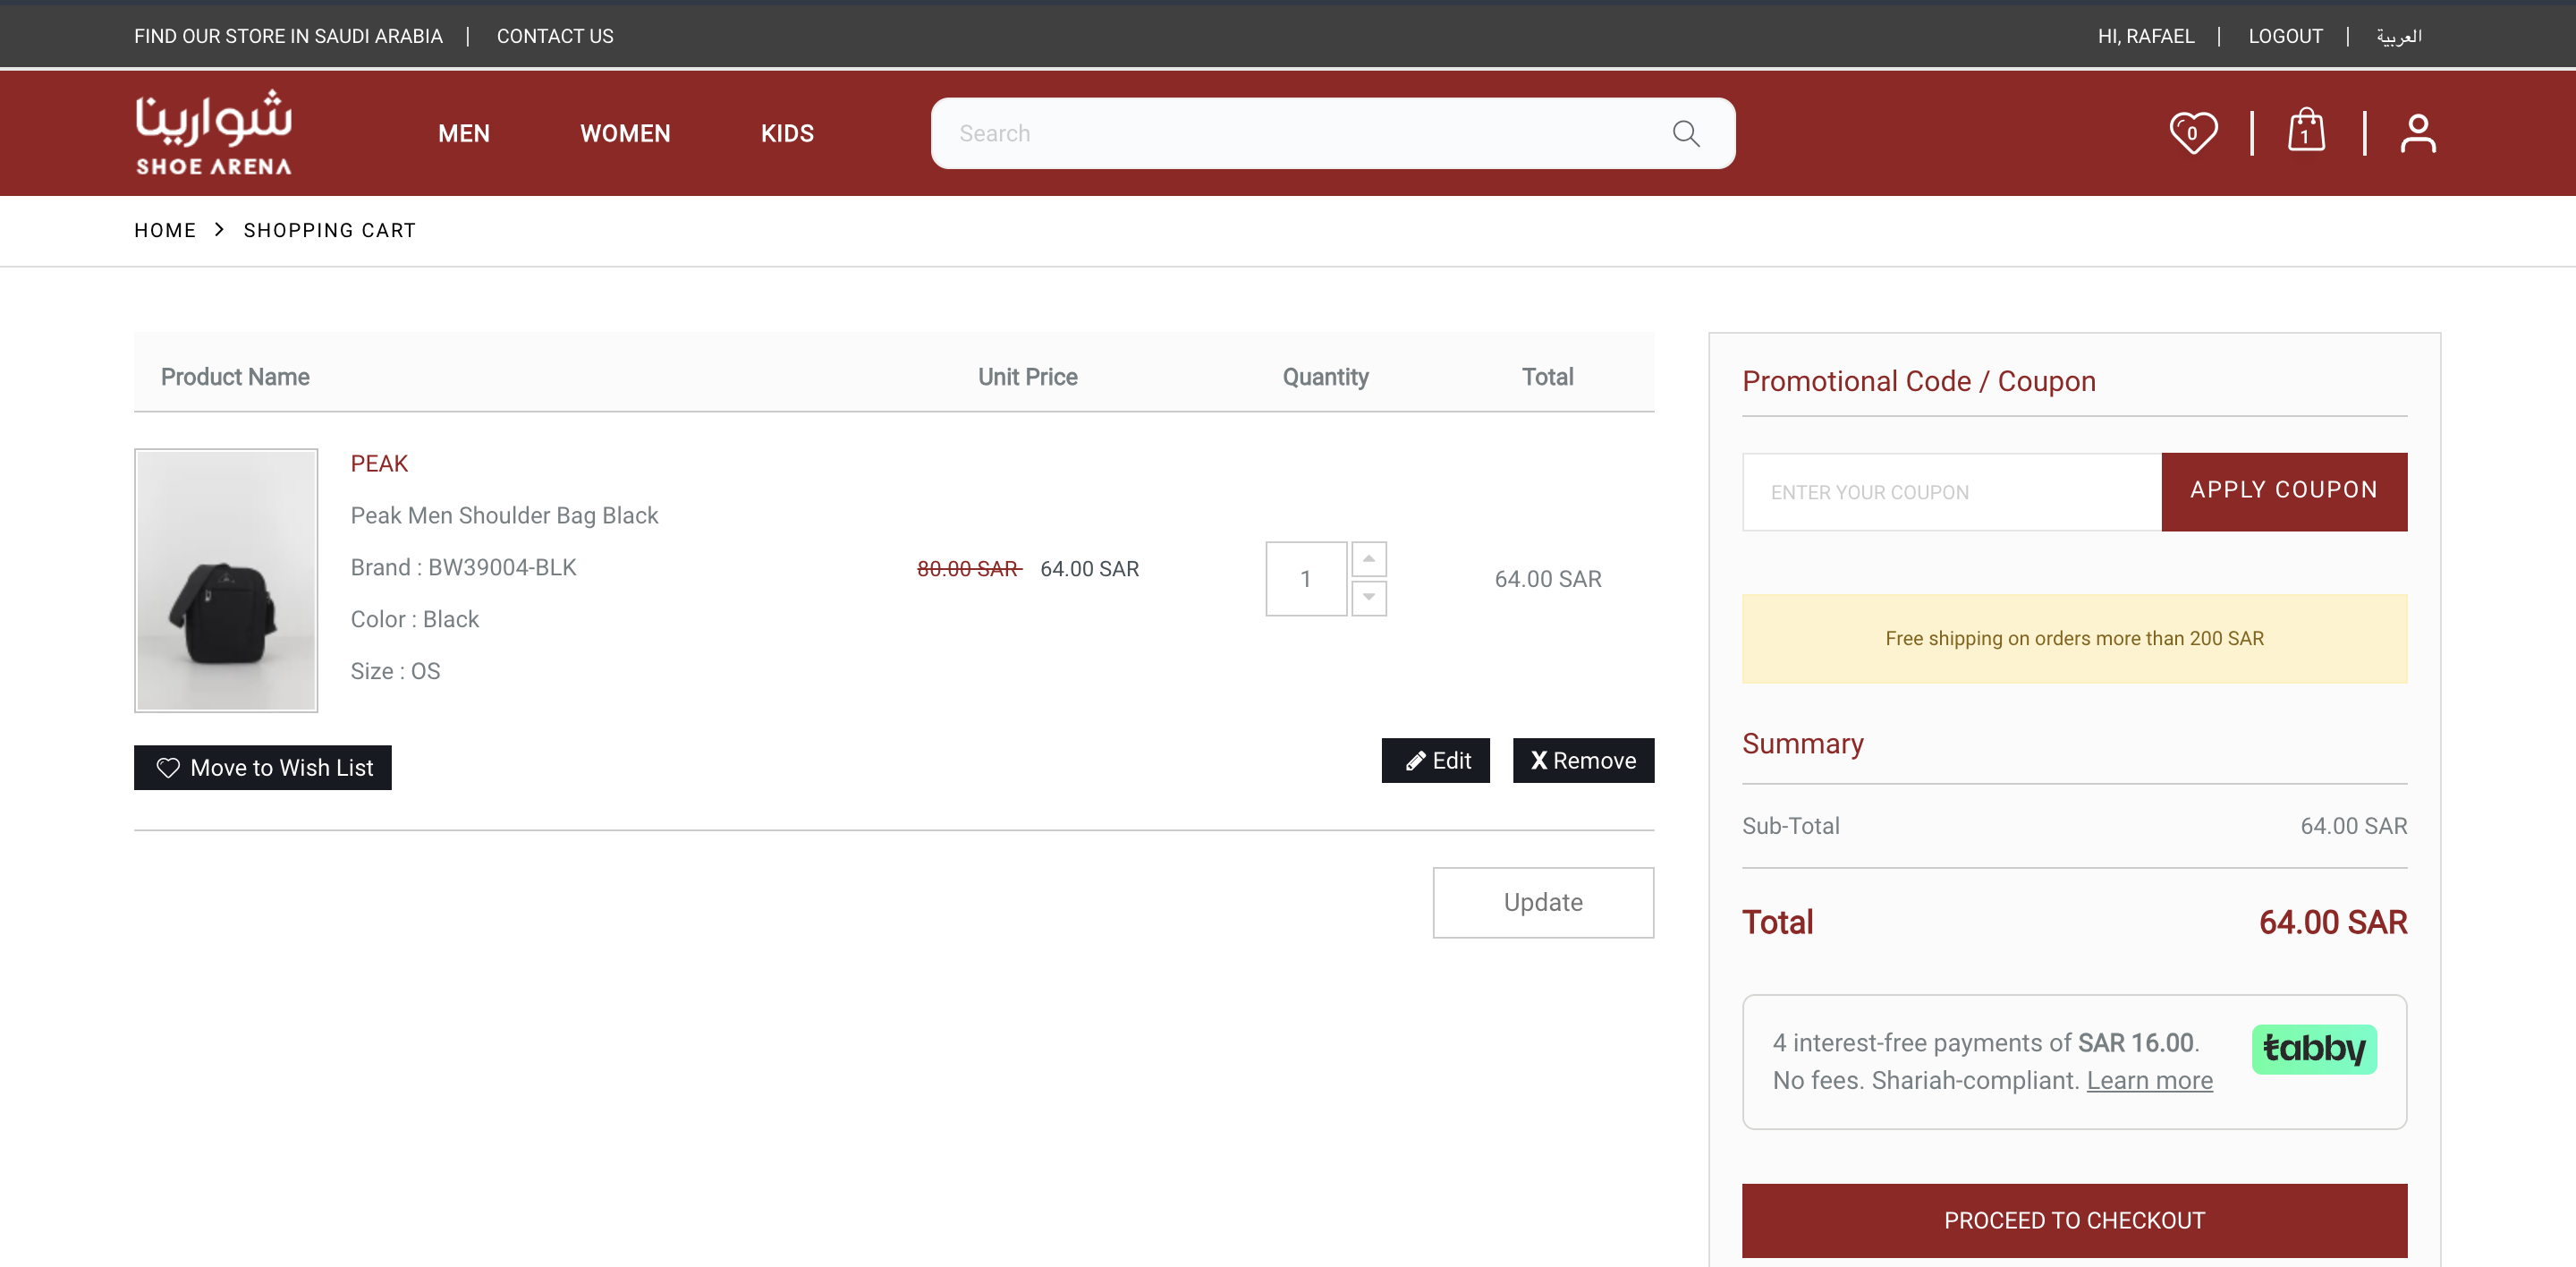 FIND OUR STORE IN SAUDI ARABIA | CONTACT US
HI, RAFAEL | LOGOUT | العربية
شوارينا
SHOE ARENA
MEN WOMEN KIDS
Search
0
1
HOME > SHOPPING CART
Product Name Unit Price Quantity Total
PEAK
Peak Men Shoulder Bag Black
Brand : BW39004-BLK
Color : Black
Size : OS
80.00 SAR 64.00 SAR
1
64.00 SAR
Move to Wish List
Edit
X Remove
Update
Promotional Code / Coupon
ENTER YOUR COUPON
APPLY COUPON
Free shipping on orders more than 200 SAR
Summary
Sub-Total 64.00 SAR
Total 64.00 SAR
4 interest-free payments of SAR 16.00.
No fees. Shariah-compliant. Learn more
tabby
PROCEED TO CHECKOUT